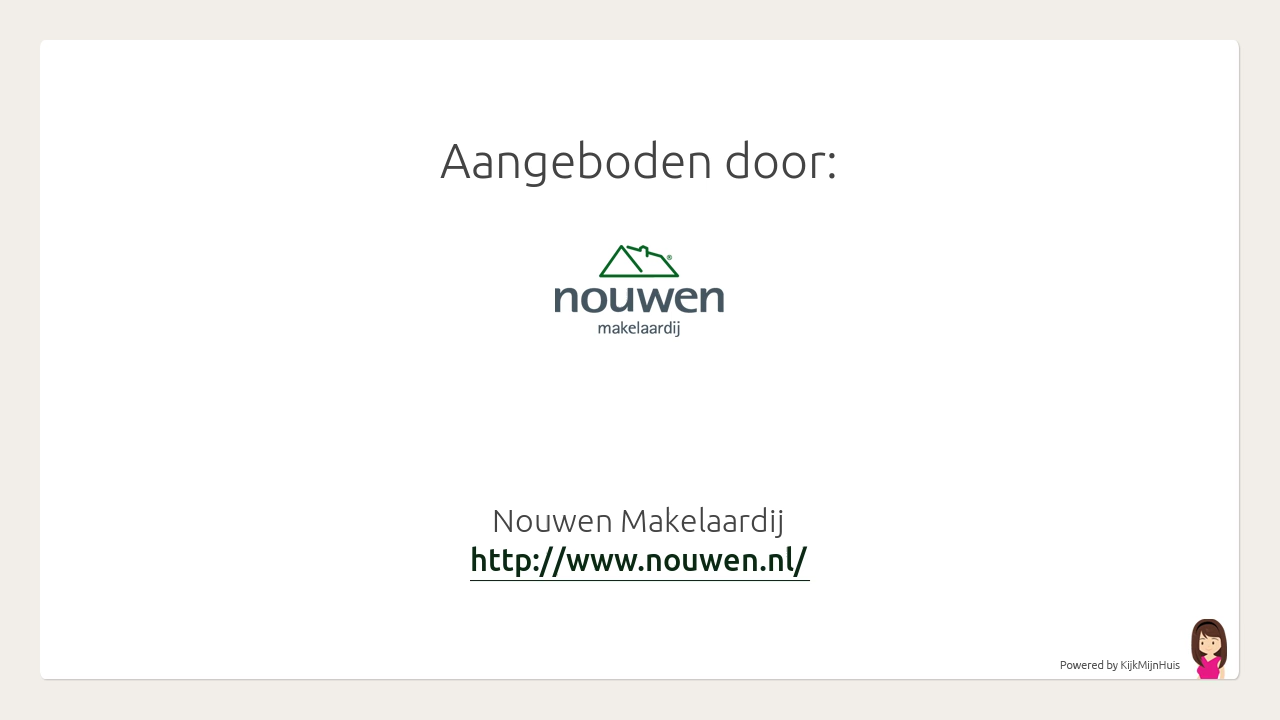 Aangeboden door:
®
nouwen
makelaardij
Nouwen Makelaardij
http://www.nouwen.nl/
Powered by KijkMijnHuis